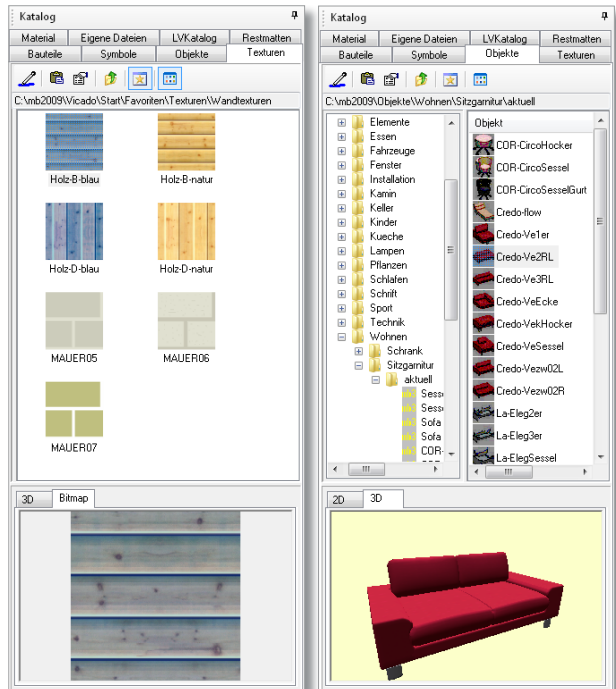 Katalog
Material Eigene Dateien LVKatalog Restmatten
Bauteile Symbole Objekte Texturen
C:\mb2009\Vicado\Start\Favoriten\Texturen\Wandtexturen
Holz-B-blau Holz-B-natur
Holz-D-blau Holz-D-natur
MAUER05 MAUER06
MAUER07
3D Bitmap
Katalog
Material Eigene Dateien LVKatalog Restmatten
Bauteile Symbole Objekte Texturen
C:\mb2009\Objekte\Wohnen\Sitzgarnitur\aktuell
Elemente
Essen
Fahrzeuge
Fenster
Installation
Kamin
Keller
Kinder
Kueche
Lampen
Pflanzen
Schlafen
Schrift
Sport
Technik
Wohnen
Schrank
Sitzgarnitur
aktuell
Sess
Sess
Sofa
Sofa
COR-
Objekt
COR-CircoHocker
COR-CircoSessel
COR-CircoSesselGurt
Credo-flow
Credo-Ve1er
Credo-Ve2RL
Credo-Ve3RL
Credo-VeEcke
Credo-VekHocker
Credo-VeSessel
Credo-Vezw02L
Credo-Vezw02R
La-Eleg2er
La-Eleg3er
La-ElegSessel
2D 3D